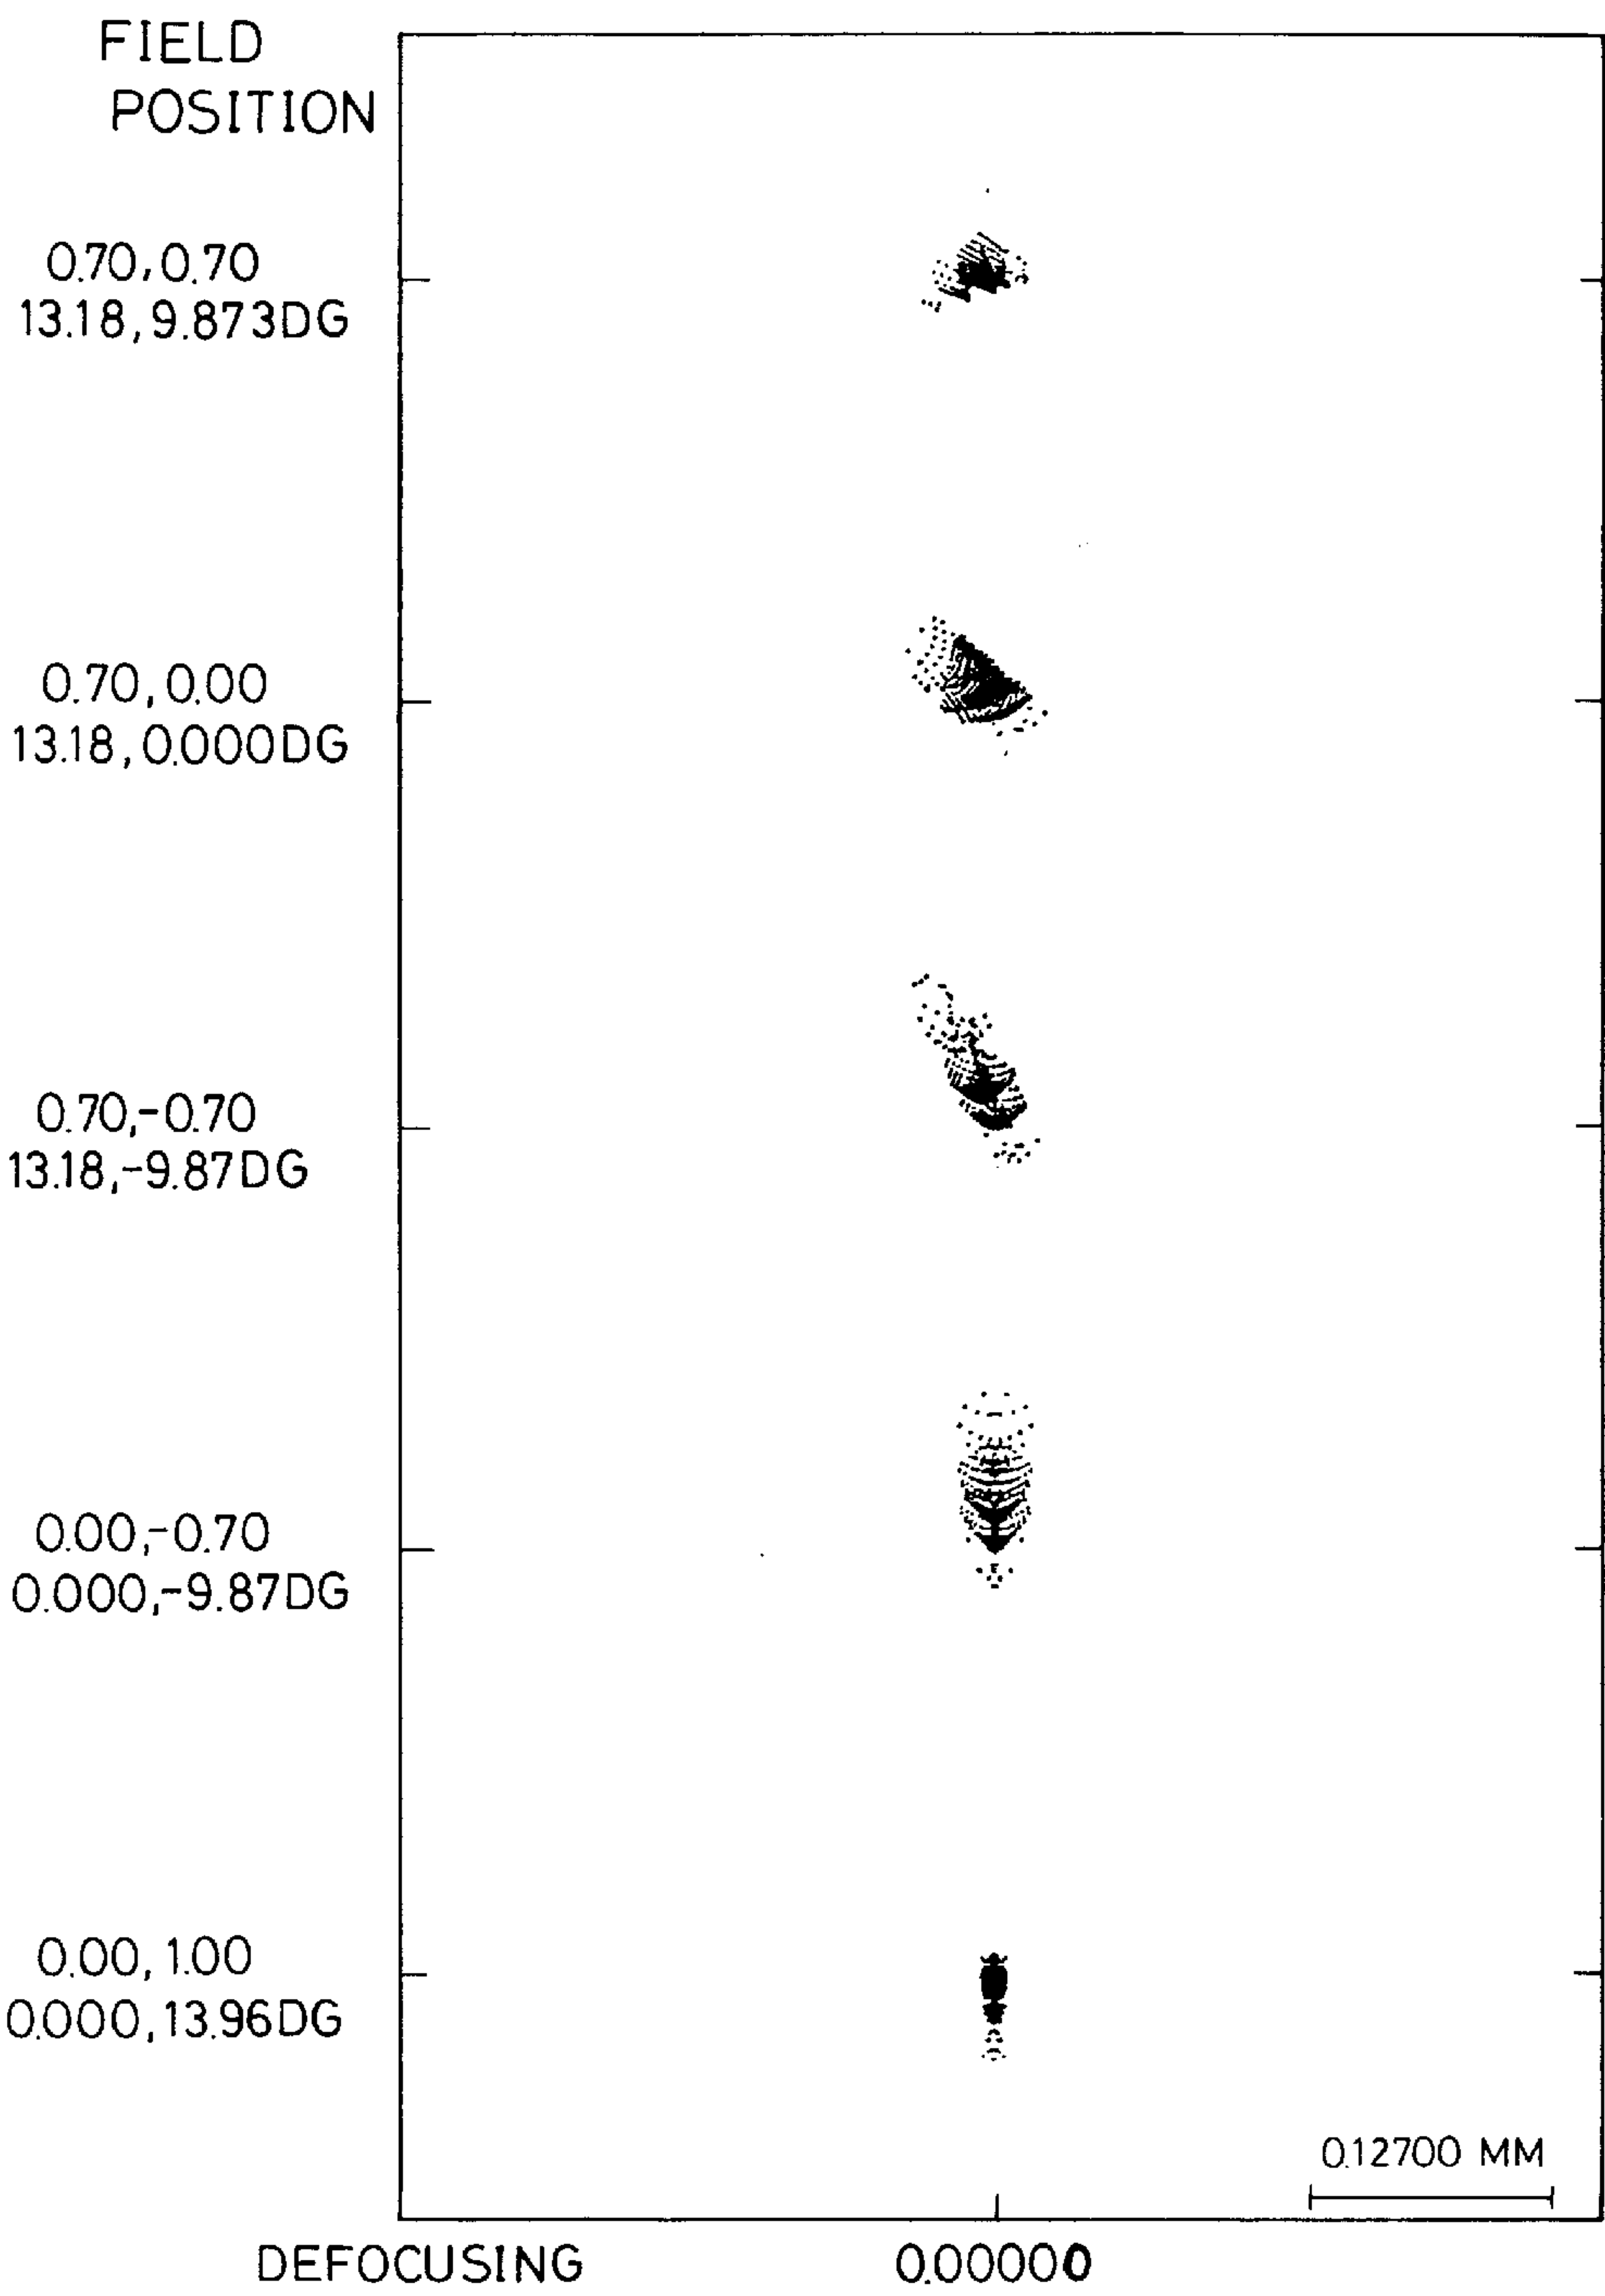 FIELD
POSITION
0.70,0.70
13.18,9.873DG
0.70,0.00
13.18,0.000DG
0.70,-0.70
13.18,-9.87DG
0.00,-0.70
0.000,-9.87DG
0.00,1.00
0.000,13.96DG
0.12700 MM
DEFOCUSING 0.00000